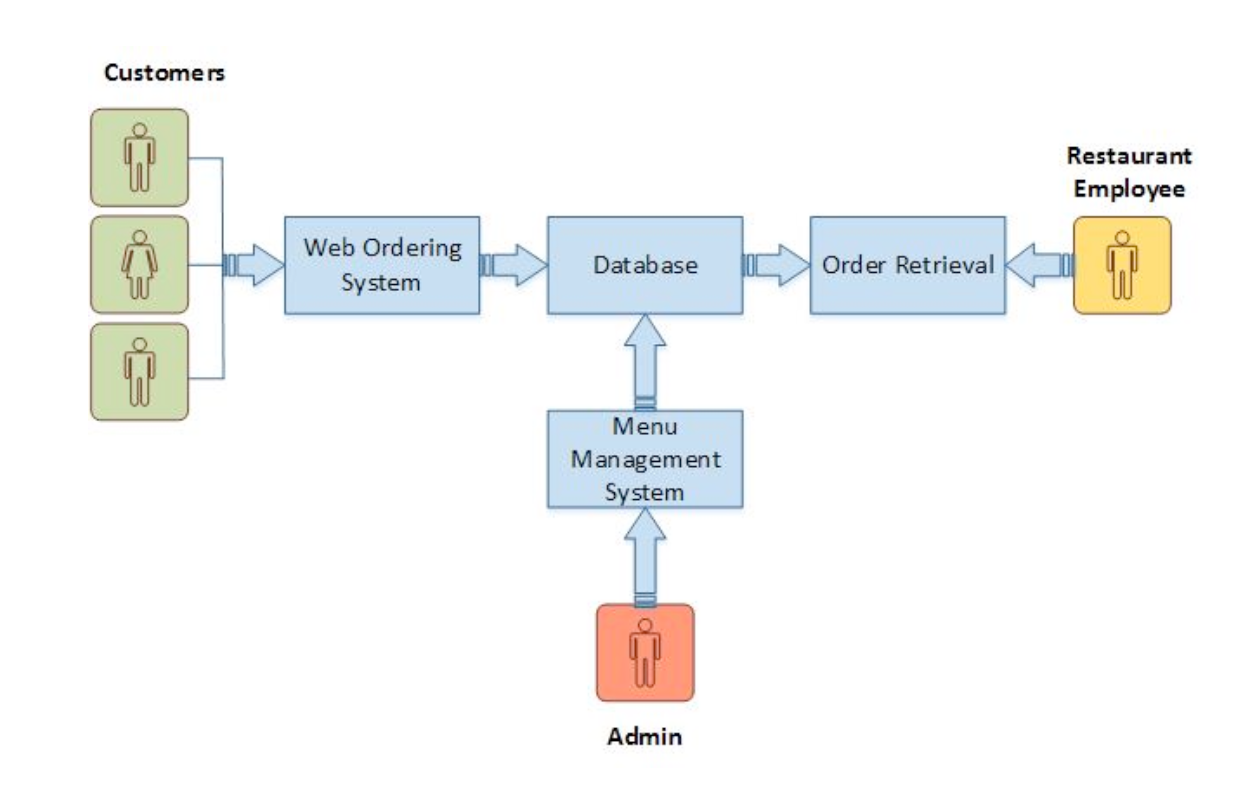 Customers
Restaurant
Employee
Web Ordering
System
Database
Order Retrieval
Menu
Management
System
Admin